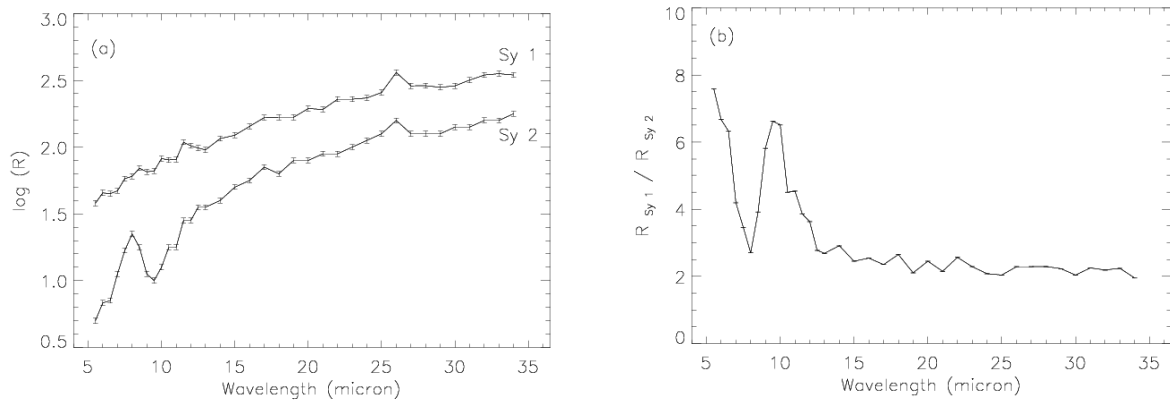 3.0
2.5
2.0
1.5
1.0
0.5
log (R)
(a)
Sy 1
Sy 2
5 10 15 20 25 30 35
Wavelength (micron)
10
8
6
4
2
0
R Sy 1 / R Sy 2
(b)
5 10 15 20 25 30 35
Wavelength (micron)